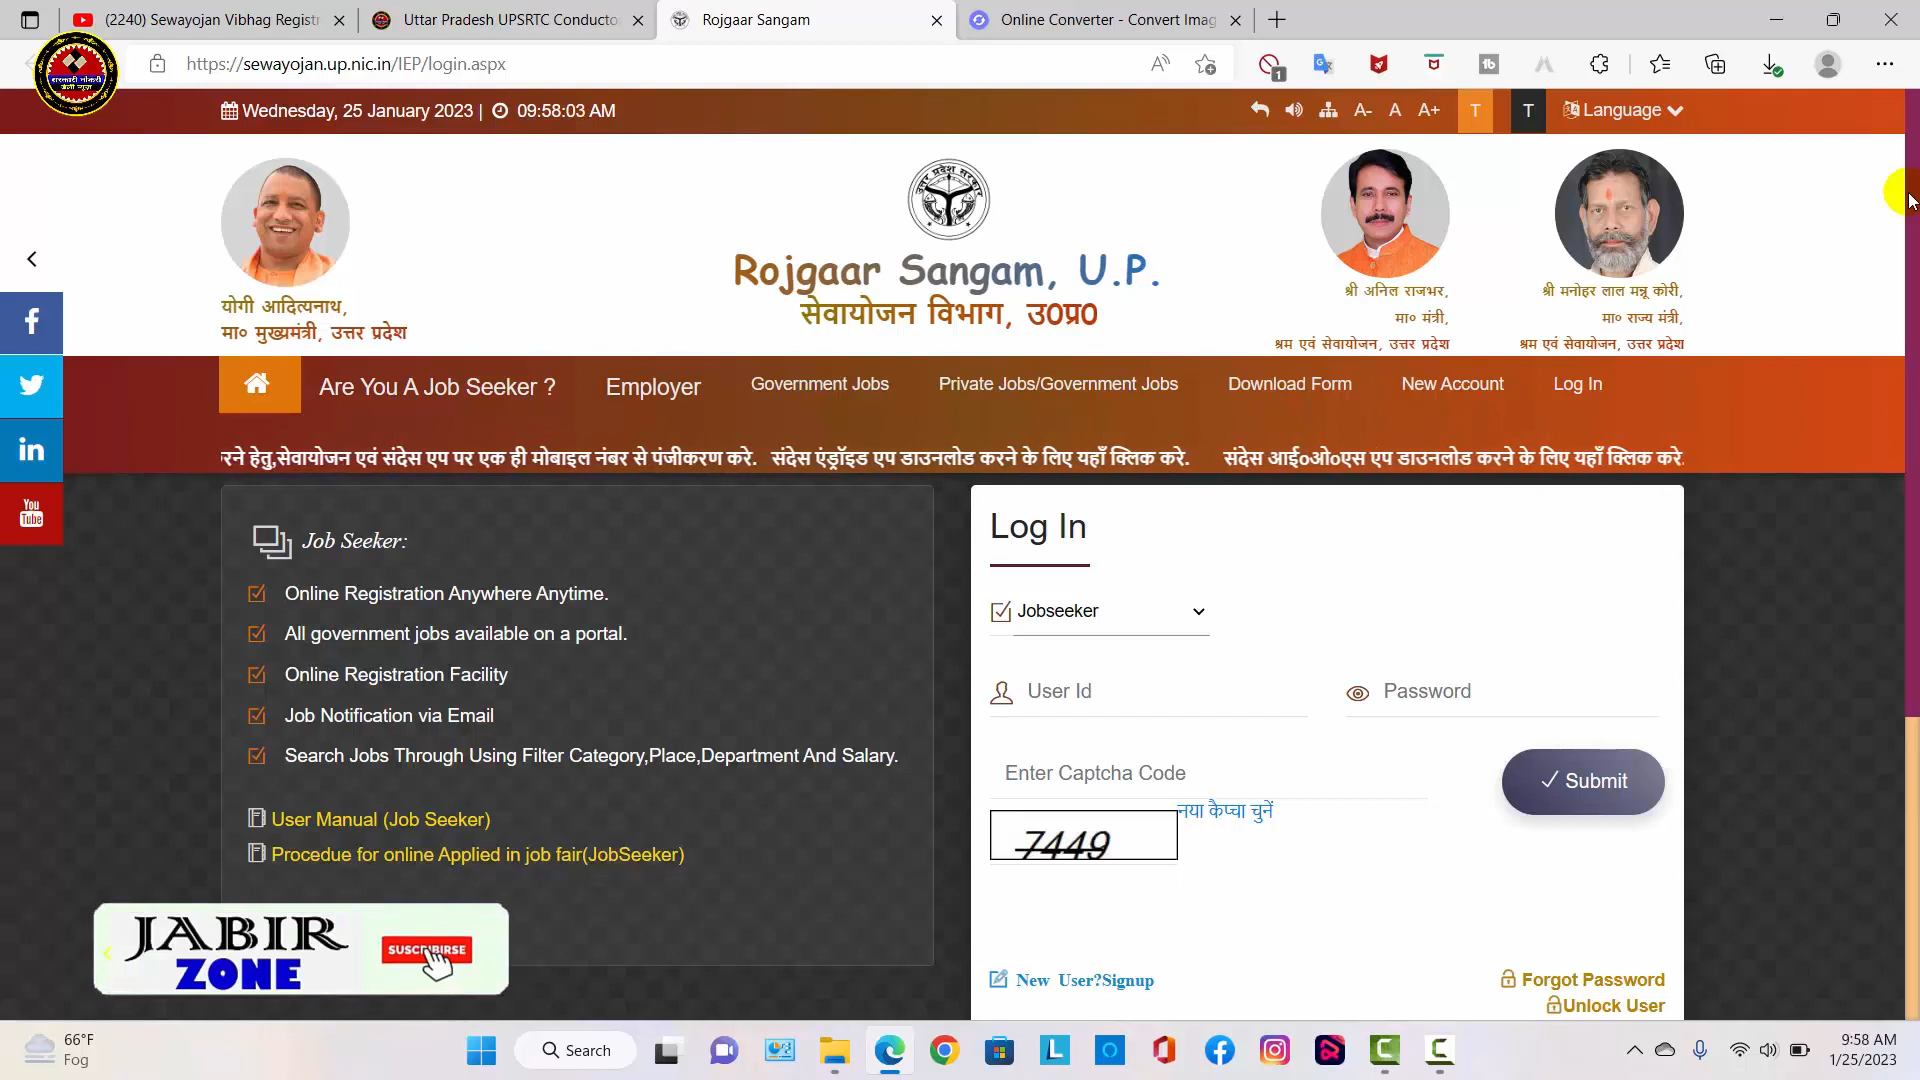 (2240) Sewayojan Vibhag Registr
Uttar Pradesh UPSRTC Conducto
Rojgaar Sangam
Online Converter - Convert Imag
https://sewayojan.up.nic.in/IEP/login.aspx
1
Wednesday, 25 January 2023 | 09:58:03 AM
A- A A+ T T Language
उत्तर प्रदेश सरकार
Rojgaar Sangam, U.P.
सेवायोजन विभाग, उ0प्र0
योगी आदित्यनाथ,
मा० मुख्यमंत्री, उत्तर प्रदेश
श्री अनिल राजभर,
मा० मंत्री,
श्रम एवं सेवायोजन, उत्तर प्रदेश
श्री मनोहर लाल मन्नू कोरी,
मा० राज्य मंत्री,
श्रम एवं सेवायोजन, उत्तर प्रदेश
Are You A Job Seeker ? Employer Government Jobs Private Jobs/Government Jobs Download Form New Account Log In
रने हेतु,सेवायोजन एवं संदेस एप पर एक ही मोबाइल नंबर से पंजीकरण करे. संदेस एंड्रॉइड एप डाउनलोड करने के लिए यहाँ क्लिक करे. संदेस आई०ओ०एस एप डाउनलोड करने के लिए यहाँ क्लिक करे.
You
Tube
Job Seeker:
Online Registration Anywhere Anytime.
All government jobs available on a portal.
Online Registration Facility
Job Notification via Email
Search Jobs Through Using Filter Category,Place,Department And Salary.
User Manual (Job Seeker)
Procedue for online Applied in job fair(JobSeeker)
Log In
Jobseeker
User Id
Password
Enter Captcha Code
Submit
नया कैप्चा चुनें
7449
New User?Signup
Forgot Password
Unlock User
JABIR
ZONE
SUSCRIBIRSE
66°F
Fog
Search
9:58 AM
1/25/2023